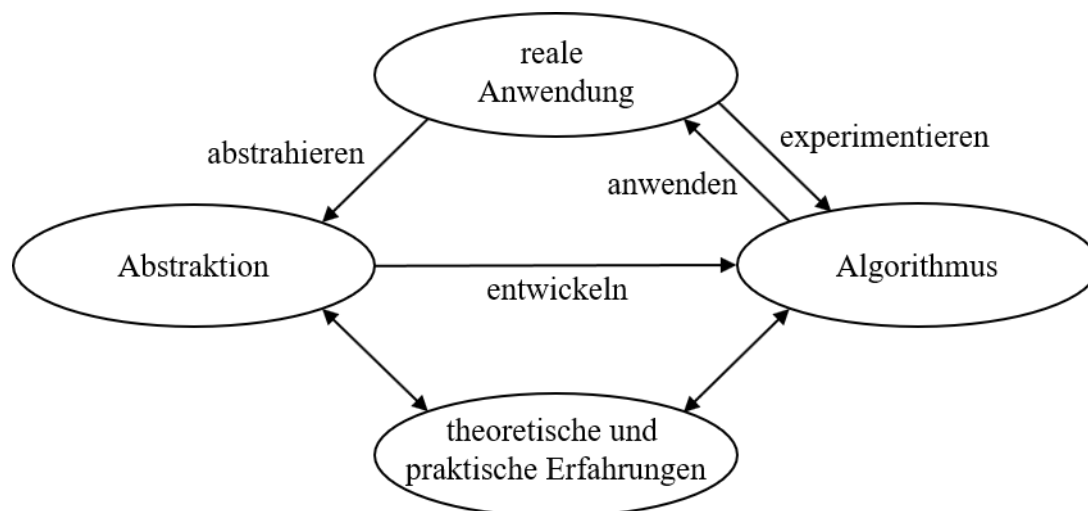 reale
Anwendung
abstrahieren
experimentieren
anwenden
Abstraktion
Algorithmus
entwickeln
theoretische und
praktische Erfahrungen